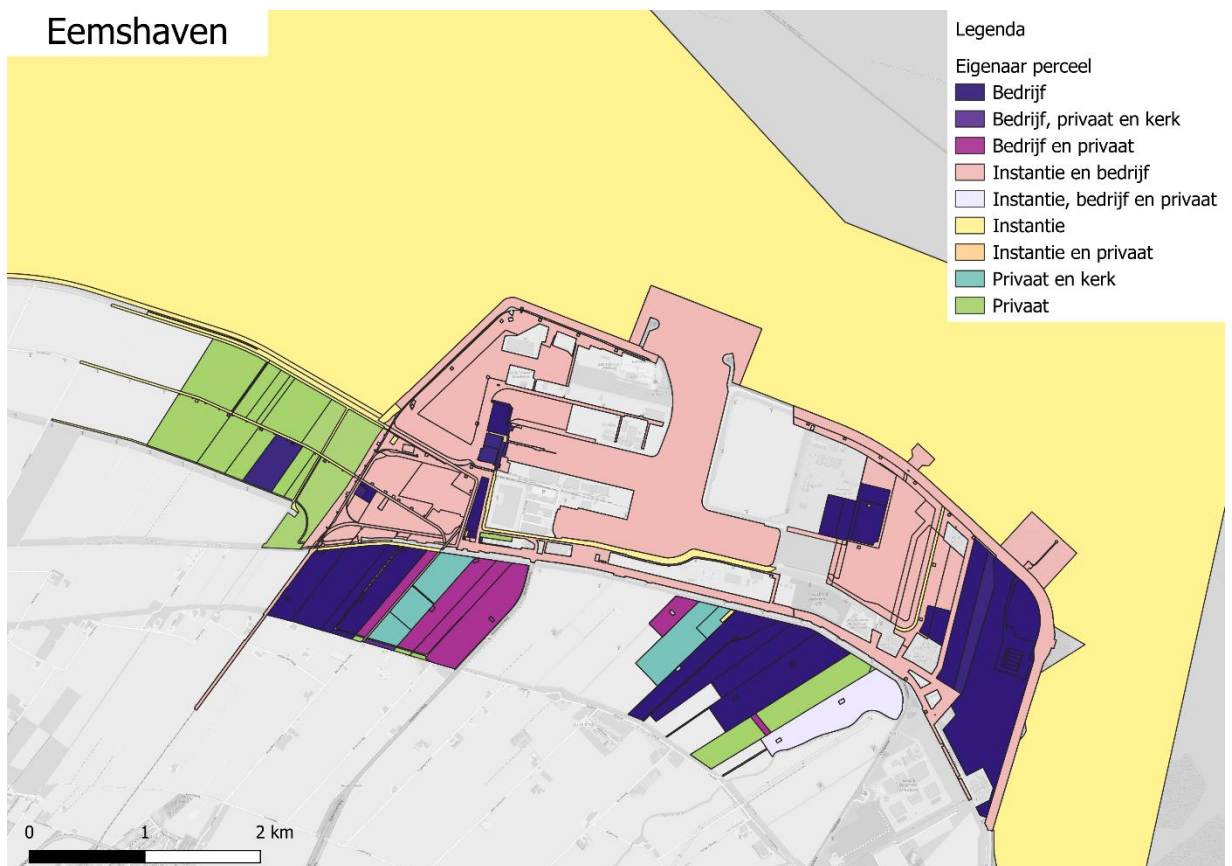 Eemshaven
Legenda
Eigenaar perceel
Bedrijf
Bedrijf, privaat en kerk
Bedrijf en privaat
Instantie en bedrijf
Instantie, bedrijf en privaat
Instantie
Instantie en privaat
Privaat en kerk
Privaat
0 1 2 km